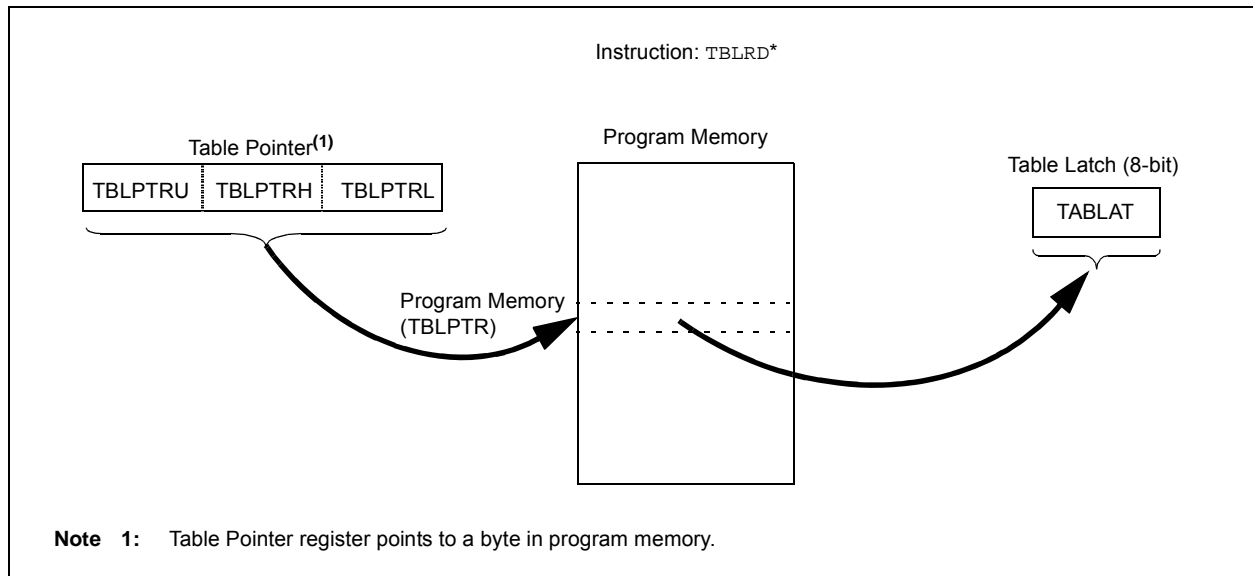 Instruction: TBLRD*
Table Pointer(1)
Program Memory
Table Latch (8-bit)
TBLPTRU TBLPTRH TBLPTRL
TABLAT
Program Memory
(TBLPTR)
Note 1: Table Pointer register points to a byte in program memory.